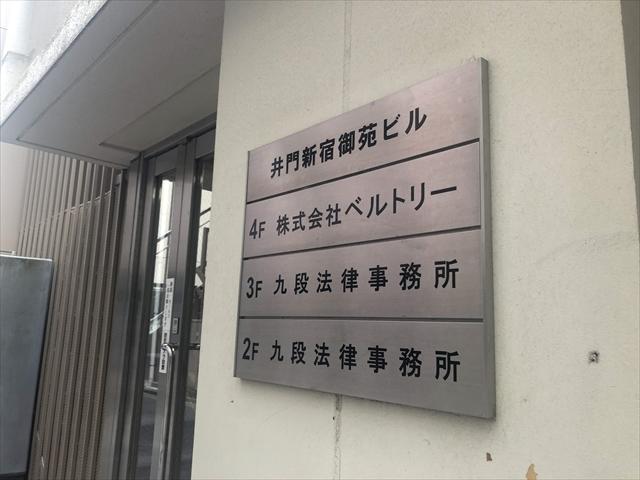 井門新宿御苑ビル
4F 株式会社ベルトリー
3F 九段法律事務所
2F 九段法律事務所